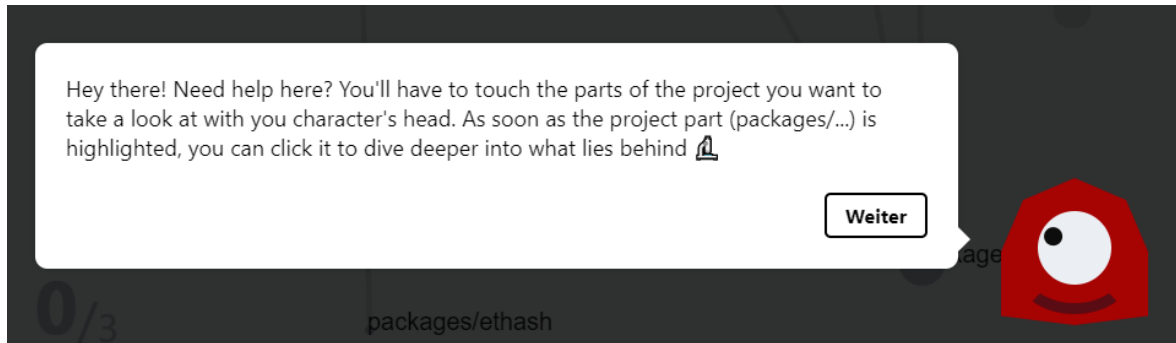 Hey there! Need help here? You'll have to touch the parts of the project you want to
take a look at with you character's head. As soon as the project part (packages/...) is
highlighted, you can click it to dive deeper into what lies behind
Weiter
0/3
packages/ethash